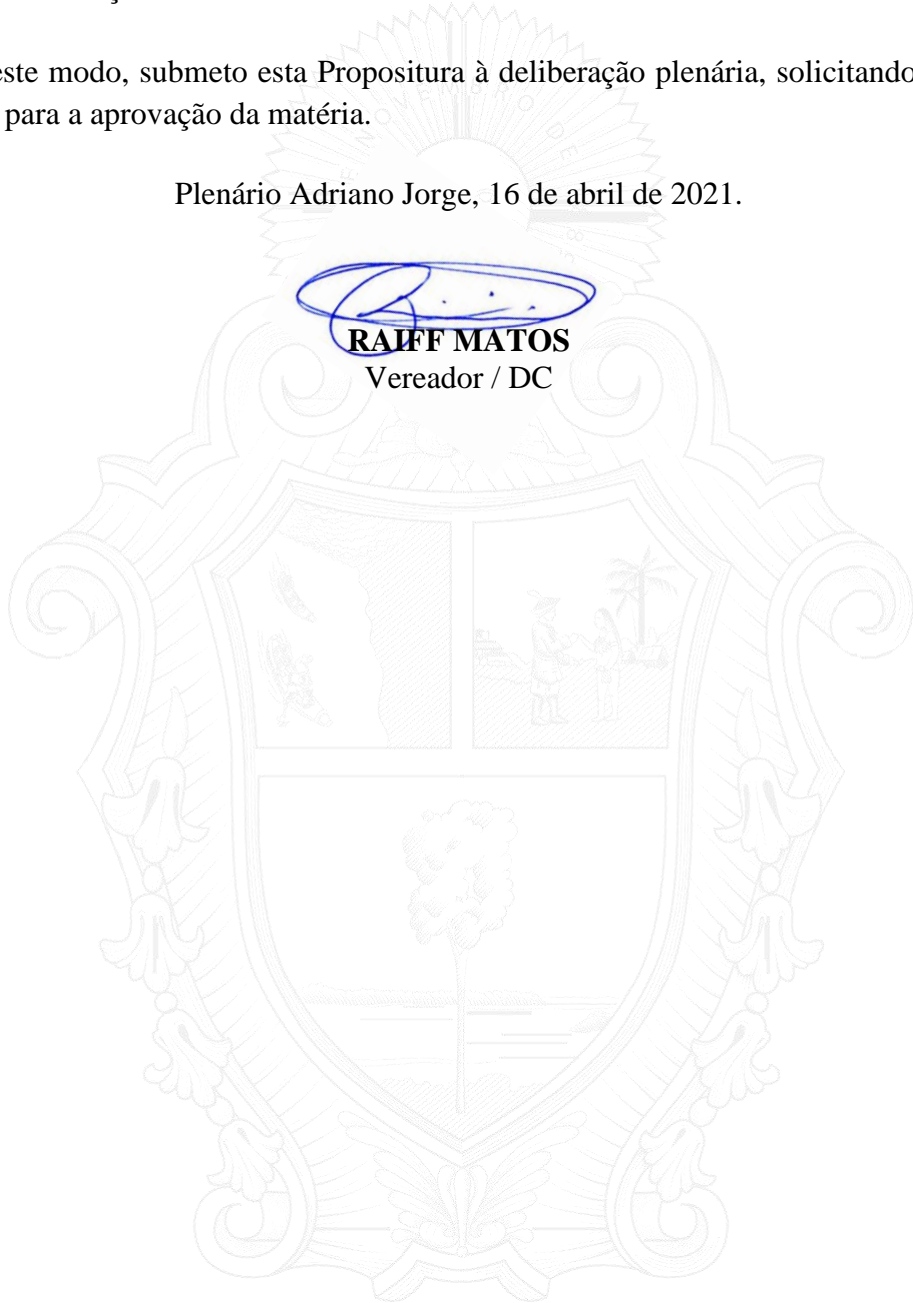 este modo, submeto esta Propositura à deliberação plenária, solicitando
para a aprovação da matéria.
Plenário Adriano Jorge, 16 de abril de 2021.
RAIFF MATOS
Vereador / DC